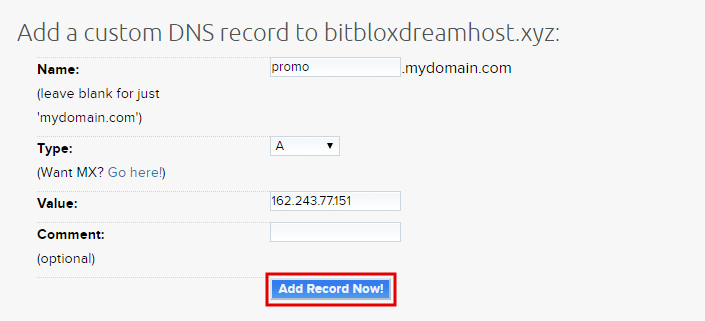 Add a custom DNS record to bitbloxdreamhost.xyz:
Name: promo .mydomain.com
(leave blank for just
'mydomain.com')
Type: A
(Want MX? Go here!)
Value: 162.243.77.151
Comment:
(optional)
Add Record Now!